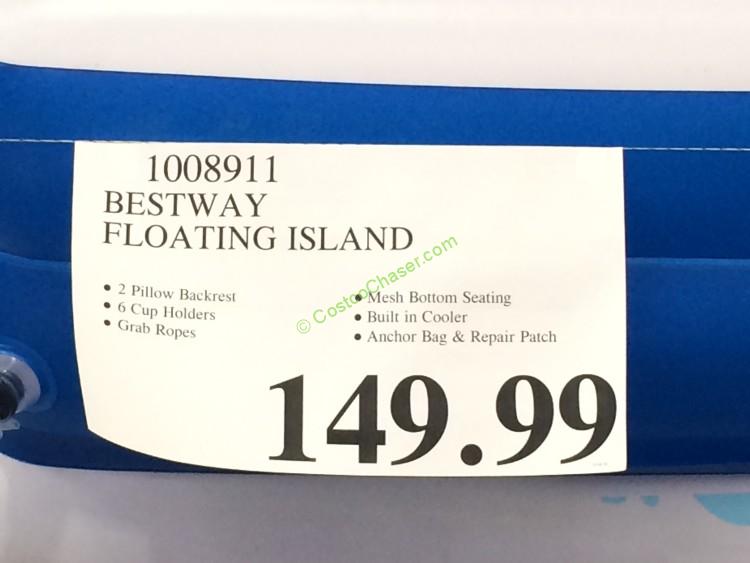 1008911
BESTWAY
FLOATING ISLAND
• 2 Pillow Backrest
• 6 Cup Holders
• Grab Ropes
• Mesh Bottom Seating
• Built in Cooler
• Anchor Bag & Repair Patch
© CostcoChaser.com
149.99